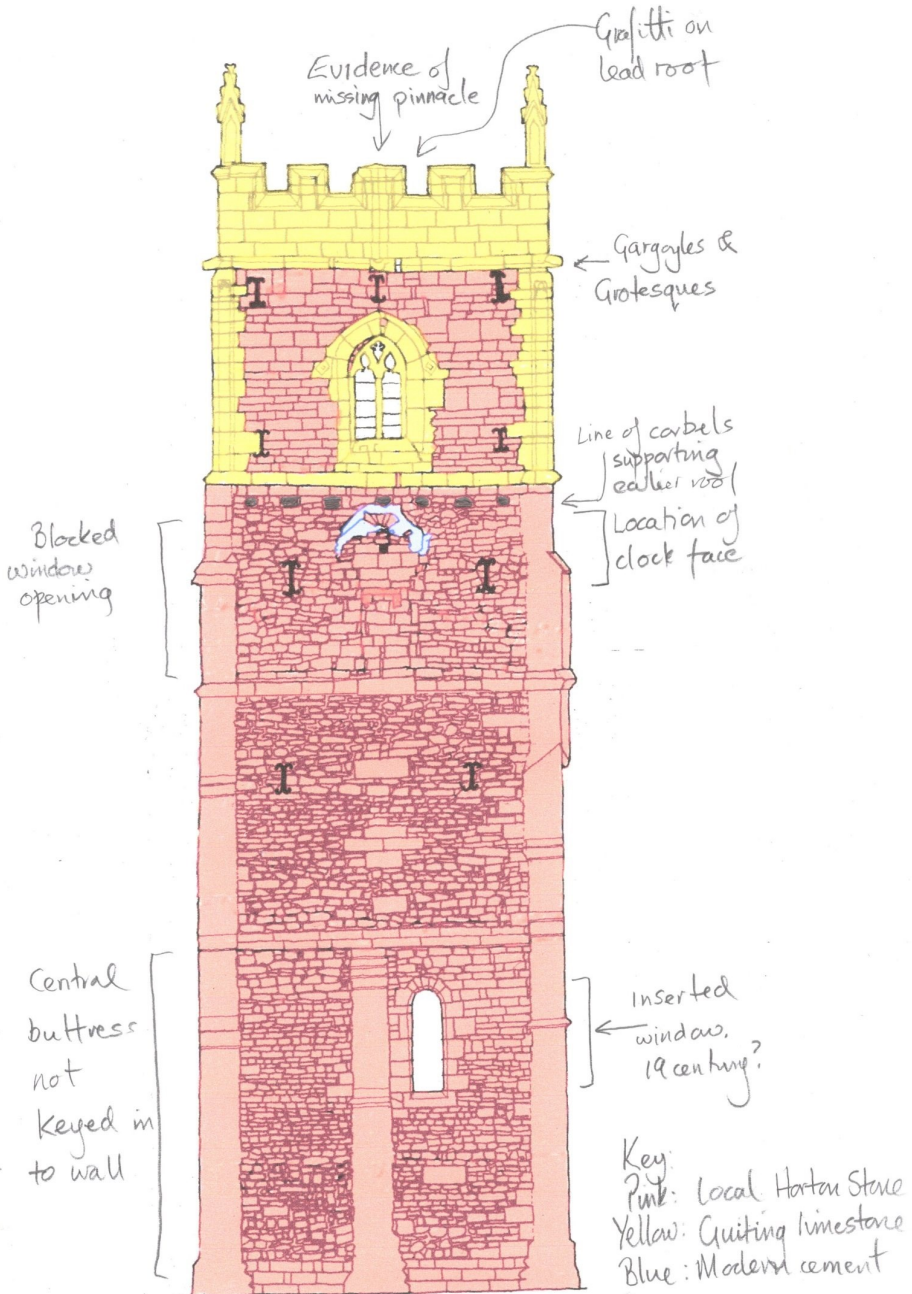 Grafitti on
lead roof
Evidence of
missing pinnacle
Gargoyles &
Grotesques
Line of corbels
supporting
earlier roof
Location of
clock face
Blocked
window
opening
Central
buttress
not
keyed in
to wall
Inserted
window.
19 century?
Key:
Pink: Local Horton Stone
Yellow: Guiting limestone
Blue: Modern cement